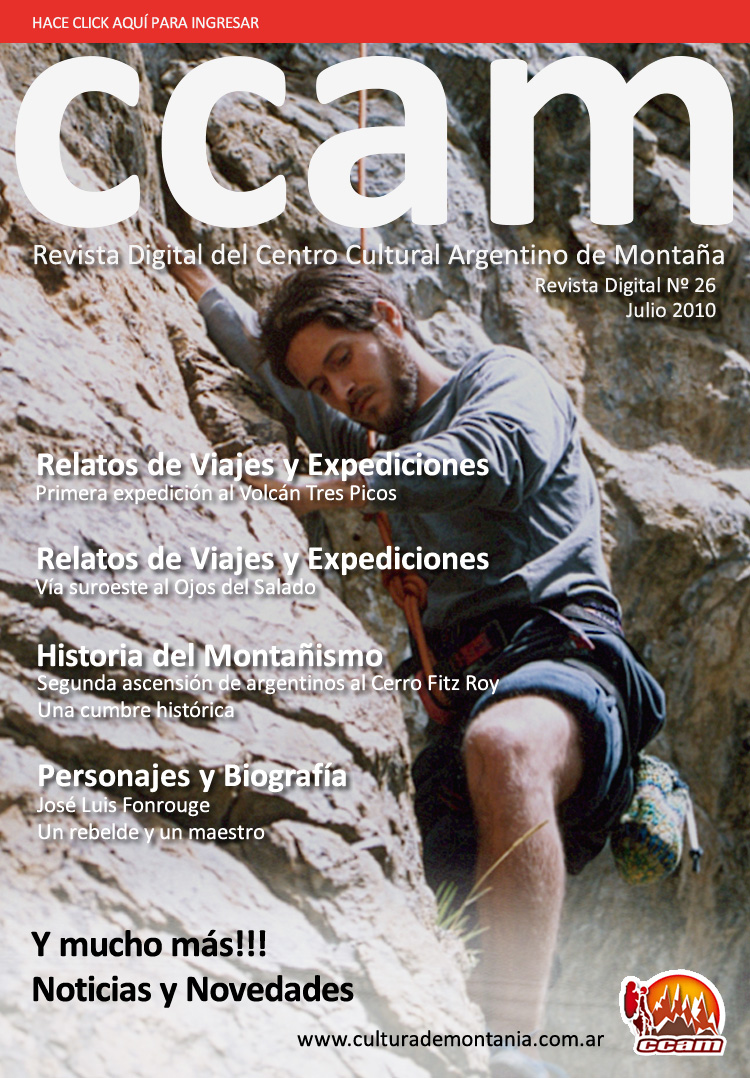 HACE CLICK AQUÍ PARA INGRESAR
ccam
Revista Digital del Centro Cultural Argentino de Montaña
Revista Digital Nº 26
Julio 2010
Relatos de Viajes y Expediciones
Primera expedición al Volcán Tres Picos
Relatos de Viajes y Expediciones
Vía suroeste al Ojos del Salado
Historia del Montañismo
Segunda ascensión de argentinos al Cerro Fitz Roy
Una cumbre histórica
Personajes y Biografía
José Luis Fonrouge
Un rebelde y un maestro
Y mucho más!!!
Noticias y Novedades
www.culturademontania.com.ar
ccam